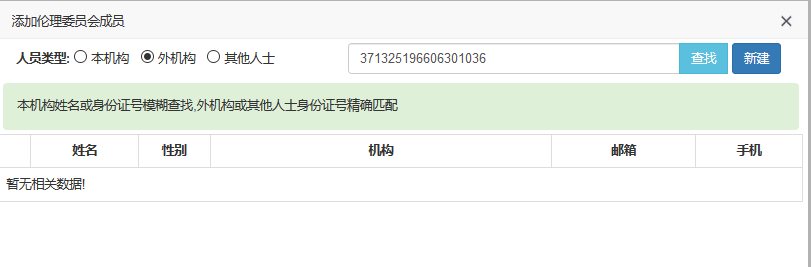 添加伦理委员会成员 ×
人员类型: 本机构 外机构 其他人士 371325196606301036 查找 新建
本机构姓名或身份证号模糊查找,外机构或其他人士身份证号精确匹配
姓名 性别 机构 邮箱 手机
暂无相关数据!